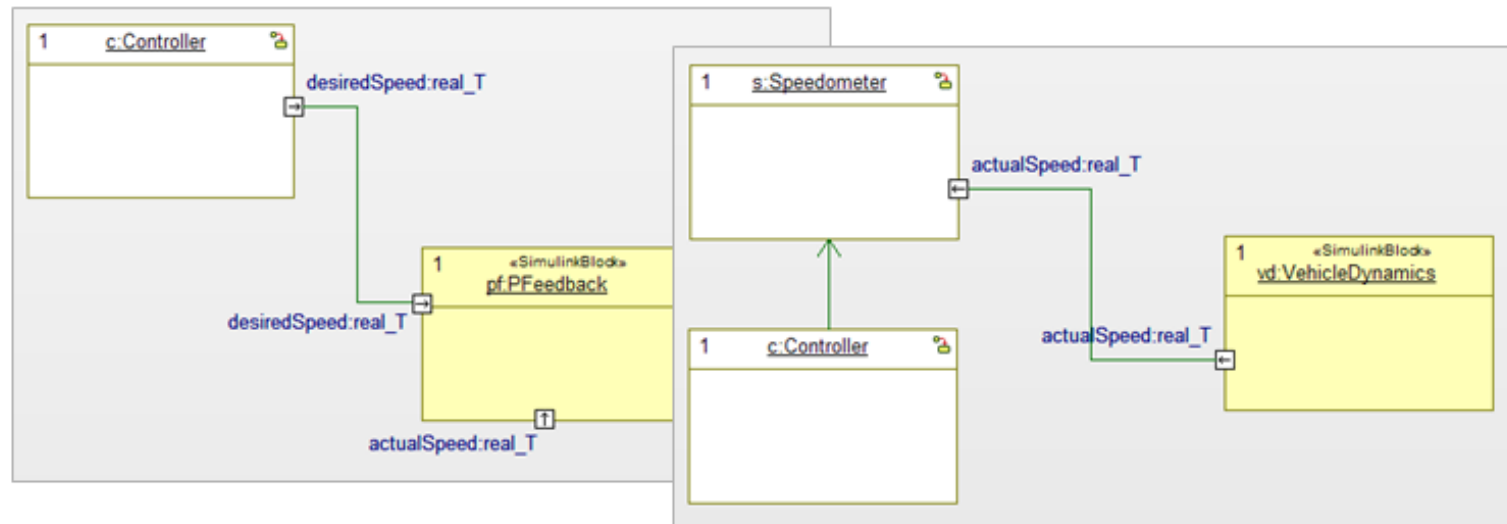 1 c:Controller
desiredSpeed:real_T
1 «SimulinkBlock»
pf:PFeedback
desiredSpeed:real_T
actualSpeed:real_T
1 s:Speedometer
actualSpeed:real_T
1 «SimulinkBlock»
vd:VehicleDynamics
actualSpeed:real_T
1 c:Controller